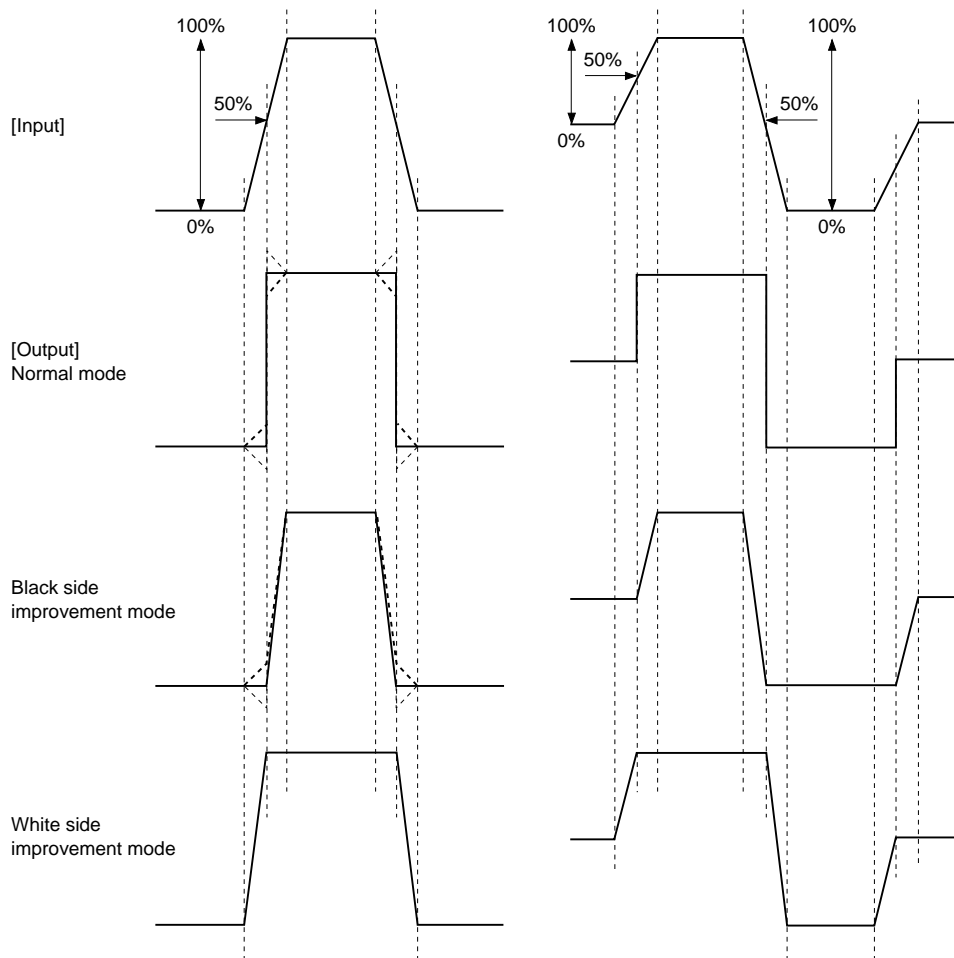 100%
100%
100%
50%
50%
50%
[Input]
0%
0%
0%
[Output]
Normal mode
Black side
improvement mode
White side
improvement mode